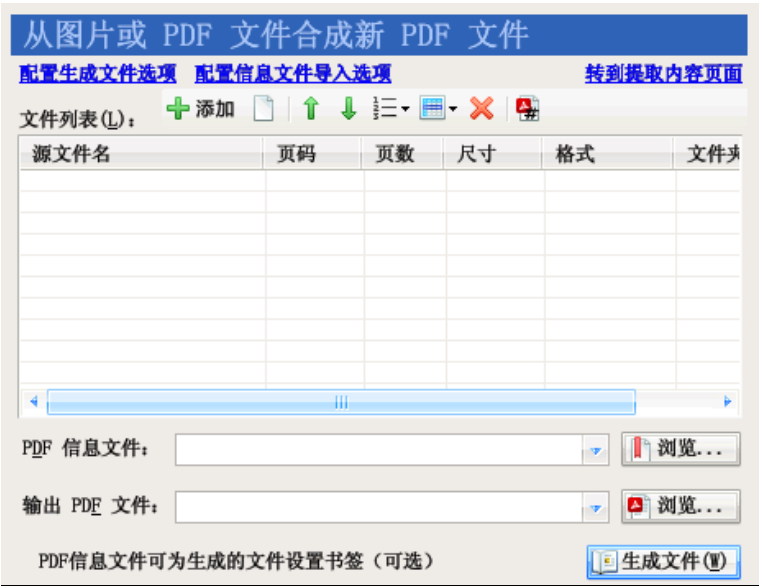 从图片或 PDF 文件合成新 PDF 文件
配置生成文件选项 配置信息文件导入选项 转到提取内容页面
文件列表(L): 添加
源文件名 页码 页数 尺寸 格式 文件夹
PDF 信息文件: 浏览...
输出 PDF 文件: 浏览...
PDF信息文件可为生成的文件设置书签（可选） 生成文件(W)